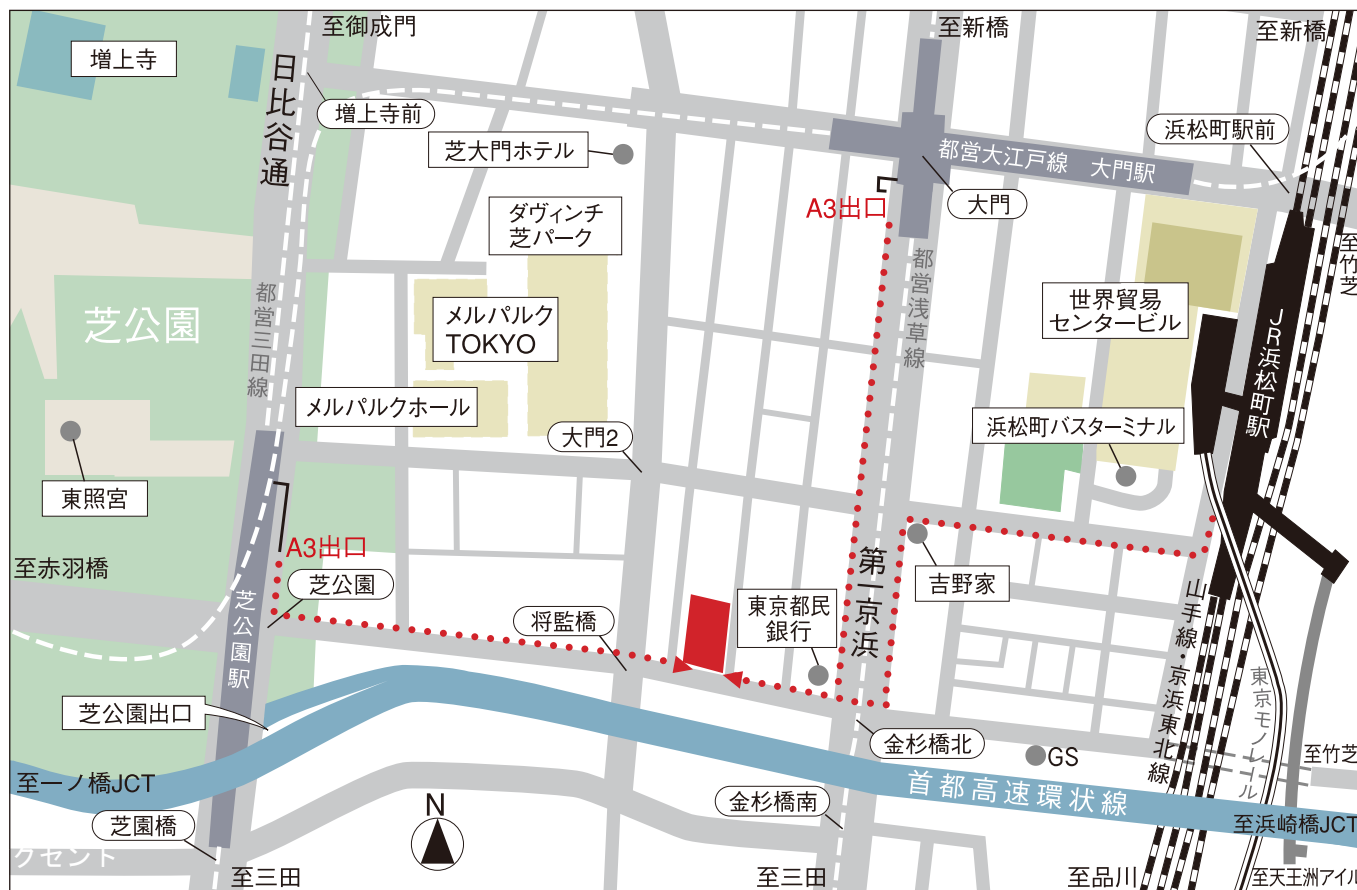 至御成門
至新橋
至新橋
増上寺
日比谷通
増上寺前
浜松町駅前
芝大門ホテル
都営大江戸線　大門駅
大門
A3出口
ダヴィンチ
芝パーク
至竹芝
都営浅草線
都営三田線
芝公園
メルパルク
TOKYO
世界貿易
センタービル
JR浜松町駅
メルパルクホール
大門2
浜松町バスターミナル
東照宮
A3出口
第一京浜
至赤羽橋
芝公園
吉野家
東京都民
銀行
将監橋
芝公園駅
山手線・京浜東北線
東京モノレール
芝公園出口
金杉橋北
GS
至竹芝
至一ノ橋JCT
首都高速環状線
金杉橋南
至浜崎橋JCT
N
芝園橋
クセント
至三田
至三田
至品川
至天王洲アイル